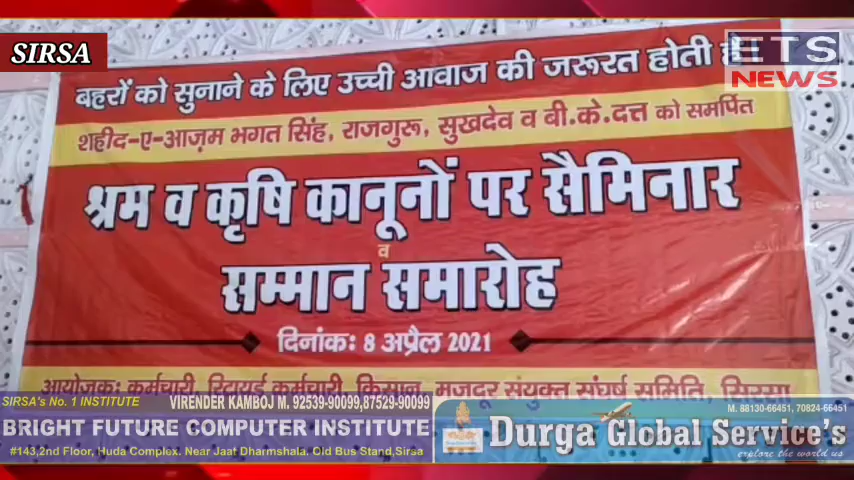 SIRSA
ETS
NEWS
बहरों को सुनाने के लिए उच्ची आवाज की जरूरत होती है।
शहीद-ए-आज़म भगत सिंह, राजगुरू, सुखदेव व बी.के.दत्त को समर्पित
श्रम व कृषि कानूनों पर सैमिनार
व
सम्मान समारोह
दिनांक: 8 अप्रैल 2021
आयोजक: कर्मचारी, रिटायर्ड कर्मचारी, किसान, मजदूर संयुक्त संघर्ष समिति, सिरसा
SIRSA's No. 1 INSTITUTE VIRENDER KAMBOJ M. 92539-90099,87529-90099
BRIGHT FUTURE COMPUTER INSTITUTE
#143,2nd Floor, Huda Complex. Near Jaat Dharmshala, Old Bus Stand,Sirsa
M. 88130-66451, 70824-66451
Durga Global Service's
explore the world us